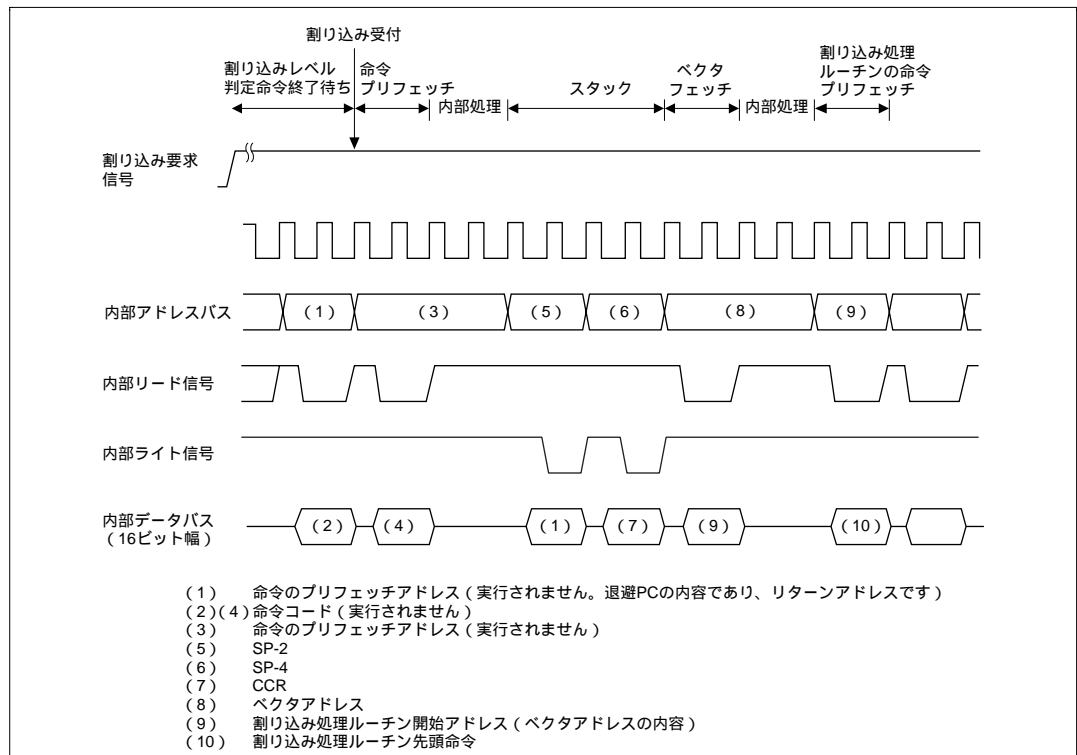 割り込み受付
割り込みレベル
判定命令終了待ち
命令
プリフェッチ
内部処理
スタック
ベクタ
フェッチ
内部処理
割り込み処理
ルーチンの命令
プリフェッチ
割り込み要求
信号
内部アドレスバス
(1)
(3)
(5)
(6)
(8)
(9)
内部リード信号
内部ライト信号
内部データバス
(16ビット幅)
(2)
(4)
(1)
(7)
(9)
(10)
(1) 命令のプリフェッチアドレス(実行されません。退避PCの内容であり、リターンアドレスです)
(2)(4)命令コード(実行されません)
(3) 命令のプリフェッチアドレス(実行されません)
(5) SP-2
(6) SP-4
(7) CCR
(8) ベクタアドレス
(9) 割り込み処理ルーチン開始アドレス(ベクタアドレスの内容)
(10) 割り込み処理ルーチン先頭命令